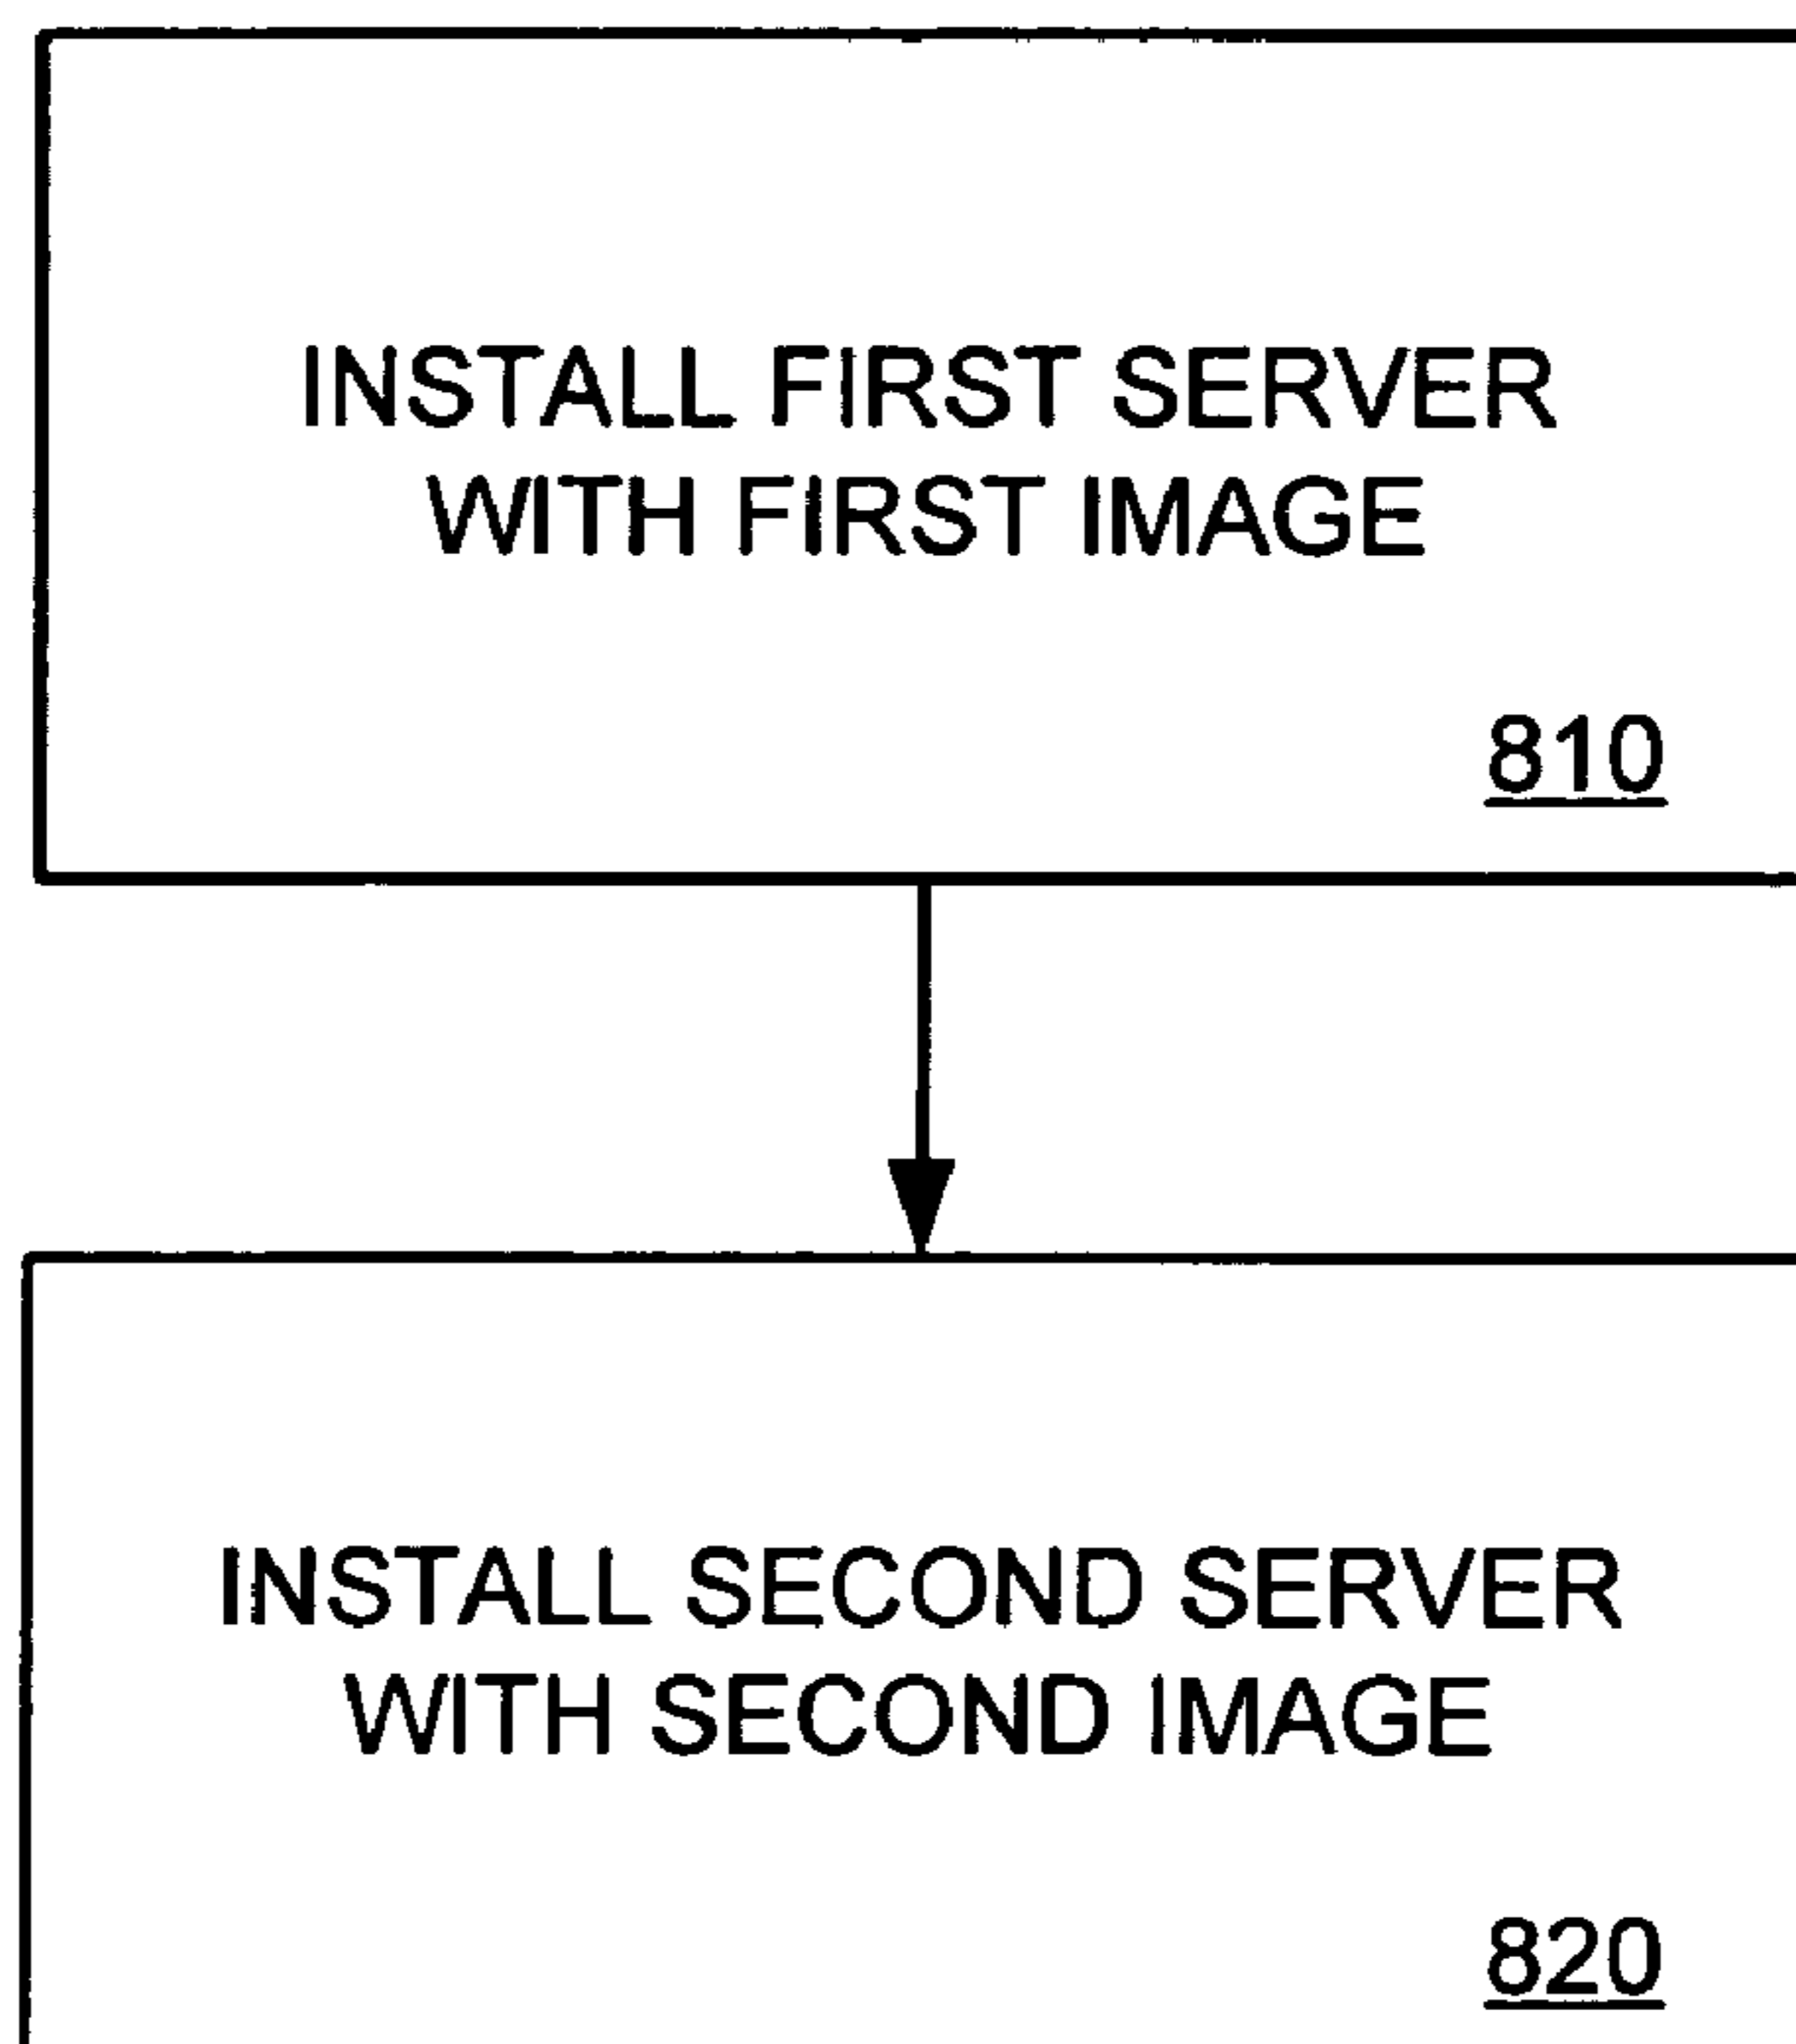 INSTALL FIRST SERVER
WITH FIRST IMAGE
810
INSTALL SECOND SERVER
WITH SECOND IMAGE
820